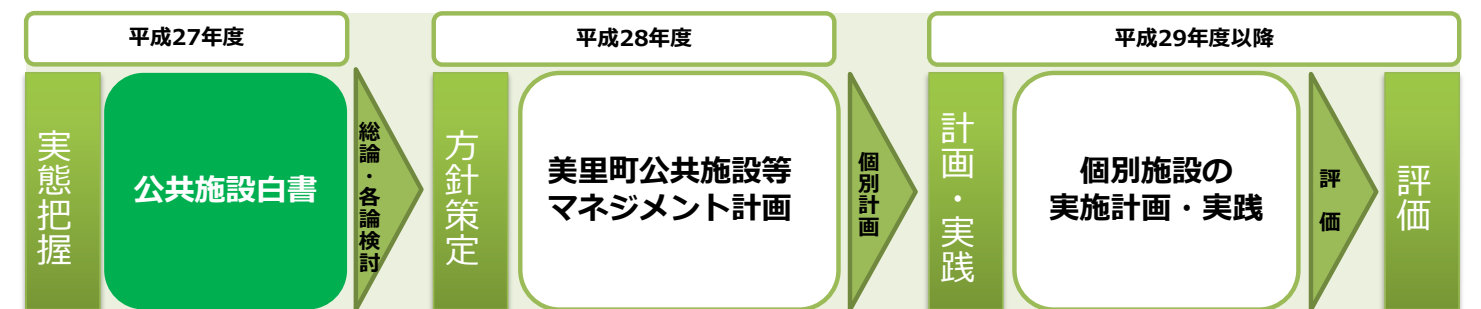 平成27年度
平成28年度
平成29年度以降
実態把握
公共施設白書
総論・各論検討
方針策定
美里町公共施設等
マネジメント計画
個別計画
計画・実践
個別施設の
実施計画・実践
評価
評価